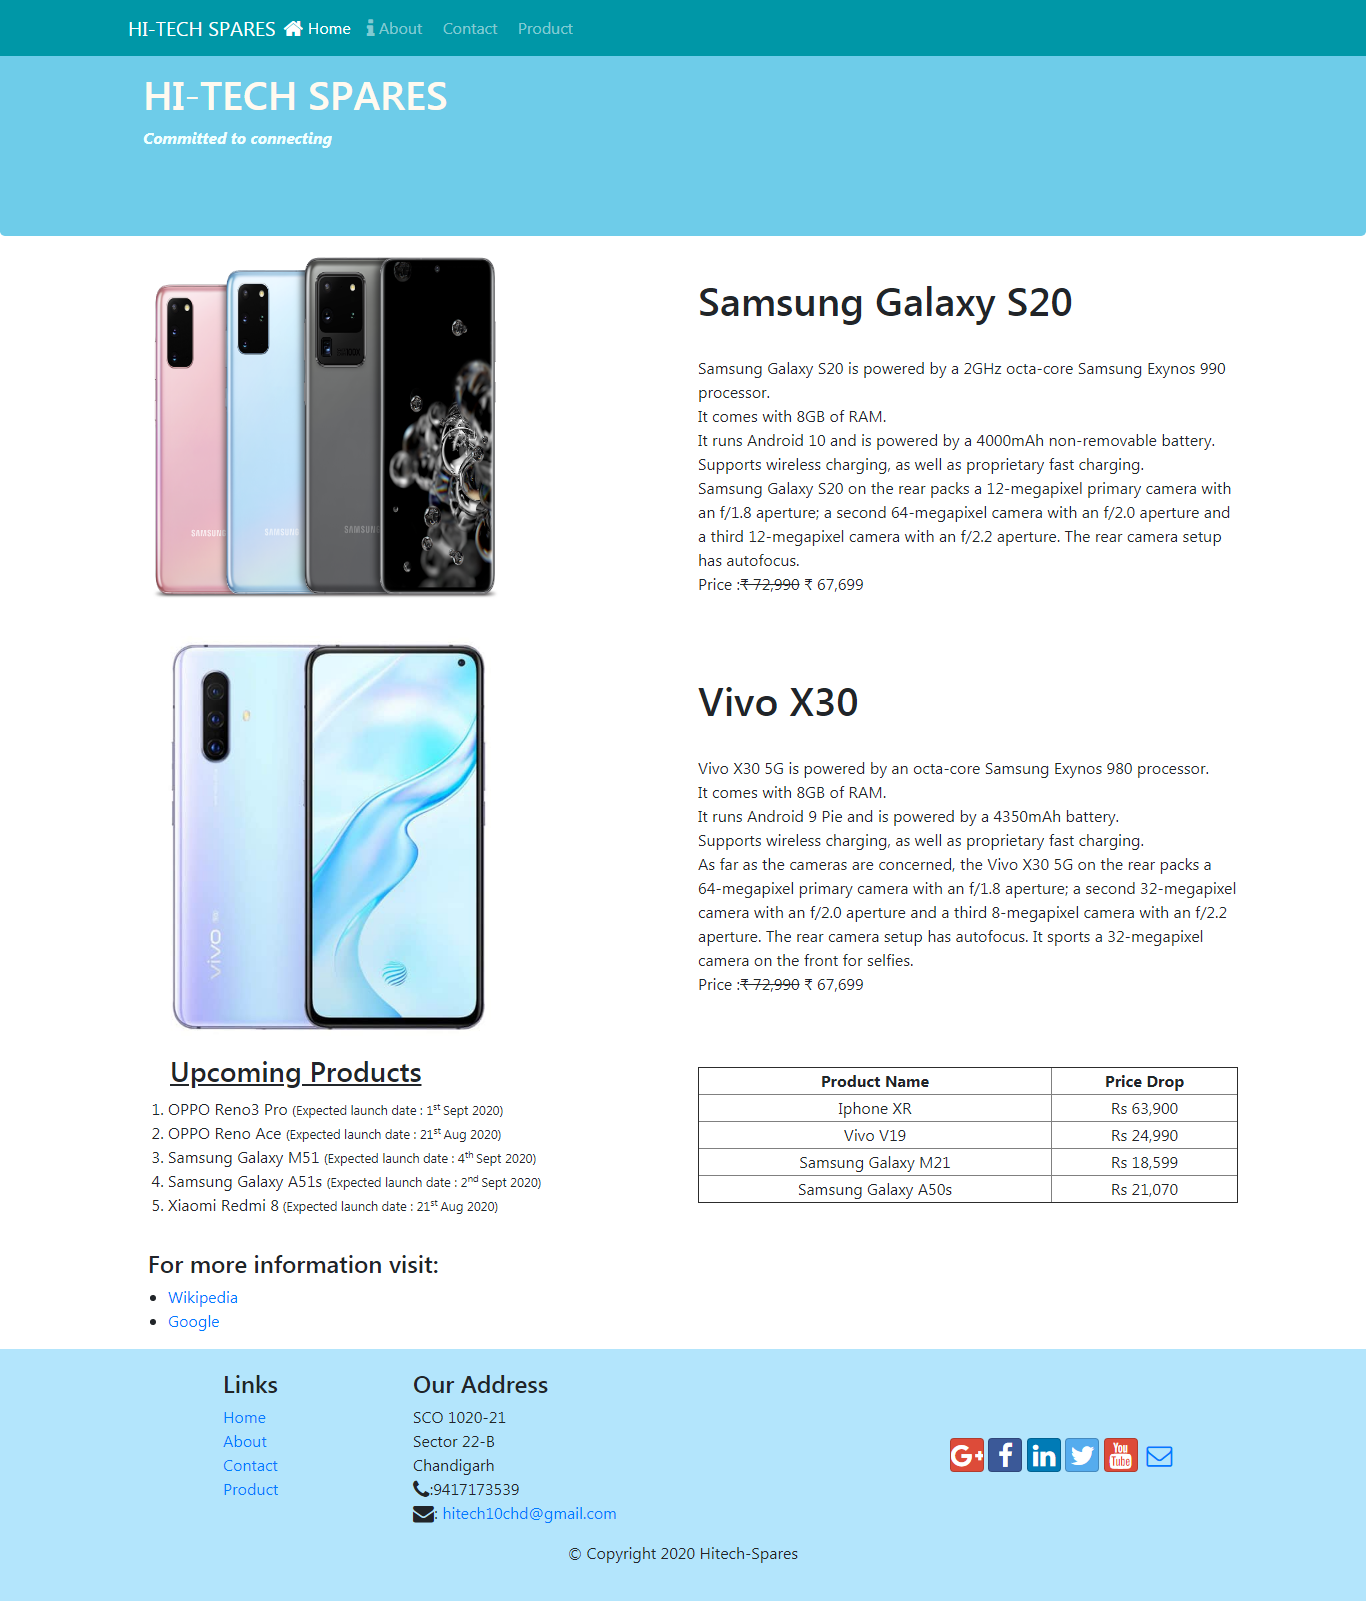 HI-TECH SPARES Home About Contact Product
HI-TECH SPARES
Committed to connecting
SAMSUNG SAMSUNG SAMSUNG
Samsung Galaxy S20
Samsung Galaxy S20 is powered by a 2GHz octa-core Samsung Exynos 990
processor.
It comes with 8GB of RAM.
It runs Android 10 and is powered by a 4000mAh non-removable battery.
Supports wireless charging, as well as proprietary fast charging.
Samsung Galaxy S20 on the rear packs a 12-megapixel primary camera with
an f/1.8 aperture; a second 64-megapixel camera with an f/2.0 aperture and
a third 12-megapixel camera with an f/2.2 aperture. The rear camera setup
has autofocus.
Price :₹ 72,990 ₹ 67,699
vivo
Vivo X30
Vivo X30 5G is powered by an octa-core Samsung Exynos 980 processor.
It comes with 8GB of RAM.
It runs Android 9 Pie and is powered by a 4350mAh battery.
Supports wireless charging, as well as proprietary fast charging.
As far as the cameras are concerned, the Vivo X30 5G on the rear packs a
64-megapixel primary camera with an f/1.8 aperture; a second 32-megapixel
camera with an f/2.0 aperture and a third 8-megapixel camera with an f/2.2
aperture. The rear camera setup has autofocus. It sports a 32-megapixel
camera on the front for selfies.
Price :₹ 72,990 ₹ 67,699
Upcoming Products
1. OPPO Reno3 Pro (Expected launch date : 1st Sept 2020)
2. OPPO Reno Ace (Expected launch date : 21st Aug 2020)
3. Samsung Galaxy M51 (Expected launch date : 4th Sept 2020)
4. Samsung Galaxy A51s (Expected launch date : 2nd Sept 2020)
5. Xiaomi Redmi 8 (Expected launch date : 21st Aug 2020)
Product Name Price Drop
Iphone XR Rs 63,900
Vivo V19 Rs 24,990
Samsung Galaxy M21 Rs 18,599
Samsung Galaxy A50s Rs 21,070
For more information visit:
• Wikipedia
• Google
Links
Home
About
Contact
Product
Our Address
SCO 1020-21
Sector 22-B
Chandigarh
:9417173539
: hitech10chd@gmail.com
G+ f in You Tube
© Copyright 2020 Hitech-Spares